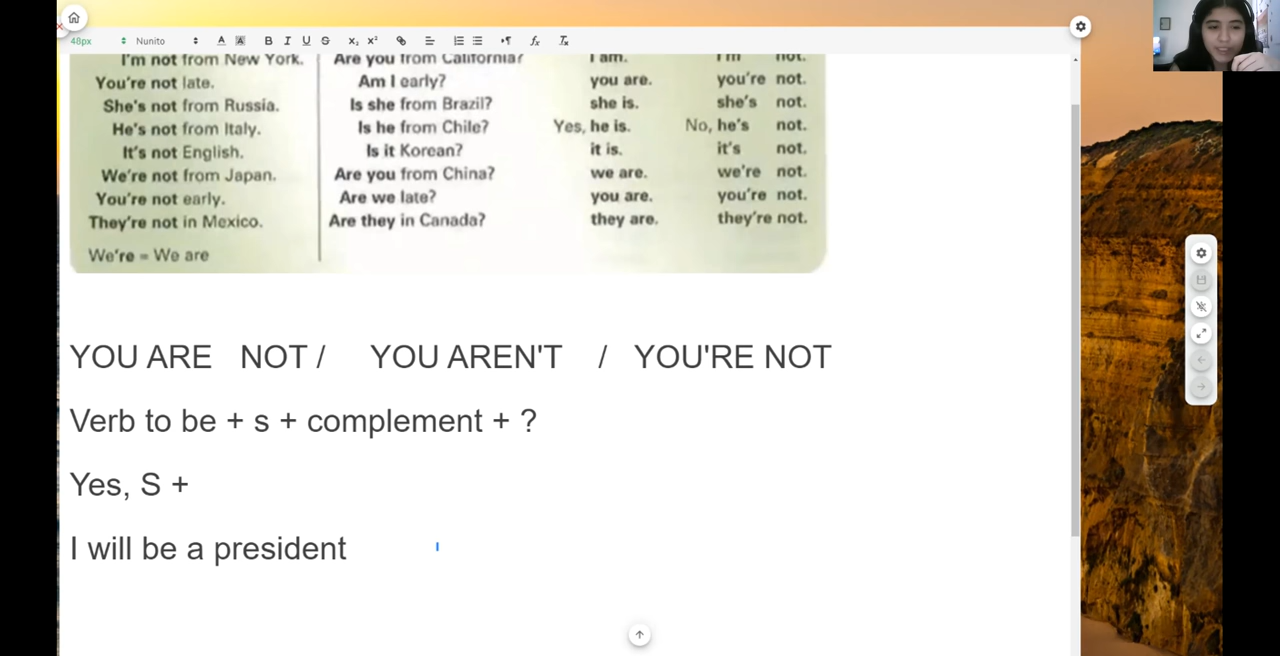 48px Nunito
I'm not from New York. Are you from California? I am. I'm not.
You're not late. Am I early? you are. you're not.
She's not from Russia. Is she from Brazil? she is. she's not.
He's not from Italy. Is he from Chile? Yes, he is. No, he's not.
It's not English. Is it Korean? it is. it's not.
We're not from Japan. Are you from China? we are. we're not.
You're not early. Are we late? you are. you're not.
They're not in Mexico. Are they in Canada? they are. they're not.
We're = We are
YOU ARE NOT / YOU AREN'T / YOU'RE NOT
Verb to be + s + complement + ?
Yes, S +
I will be a president